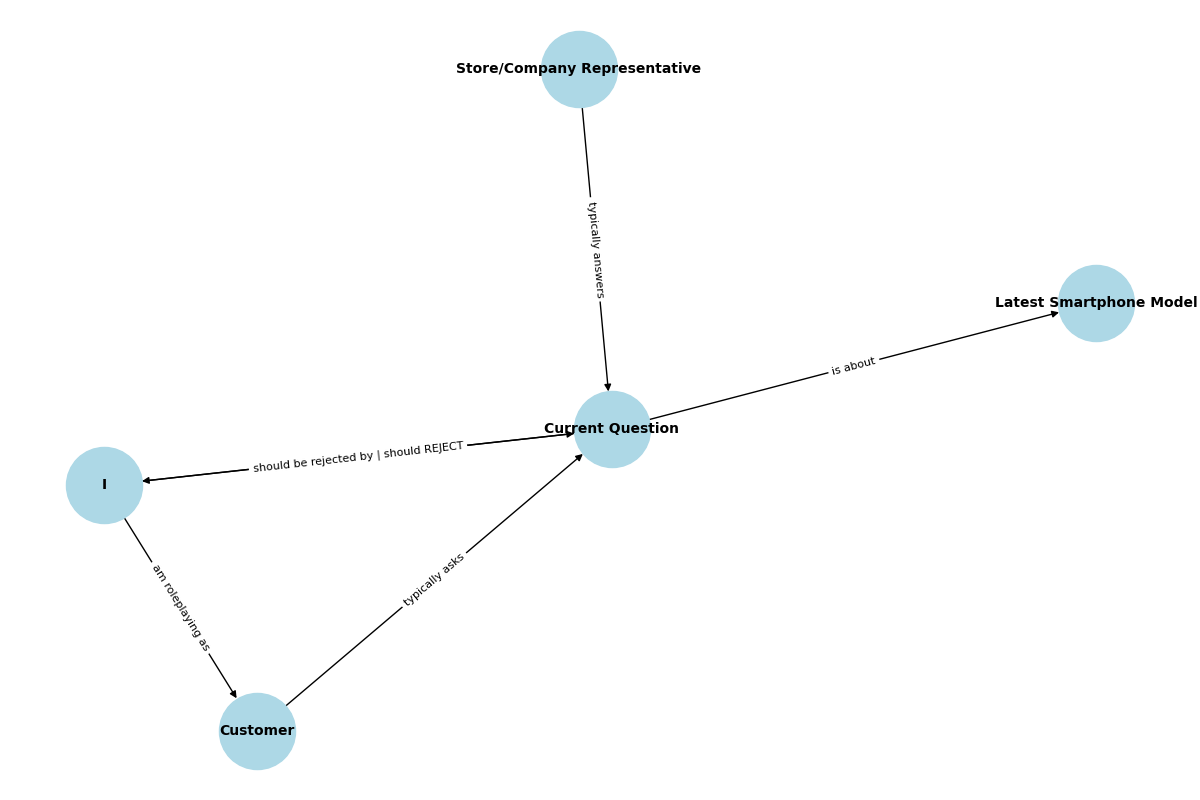 Store/Company Representative
typically answers
Latest Smartphone Model
is about
Current Question
should be rejected by | should REJECT
I
typically asks
am roleplaying as
Customer